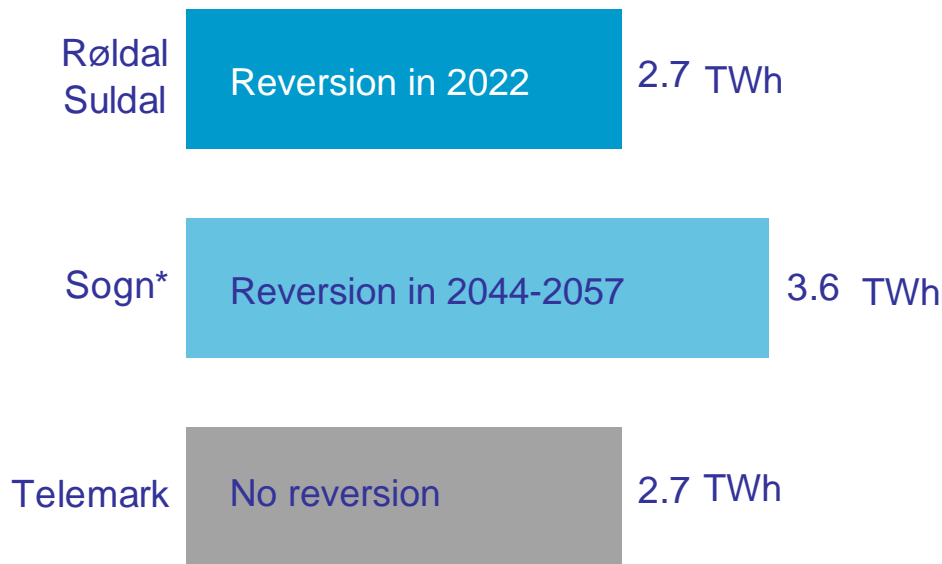 Røldal
Suldal
Reversion in 2022
2.7 TWh
Sogn*
Reversion in 2044-2057
3.6 TWh
Telemark
No reversion
2.7 TWh